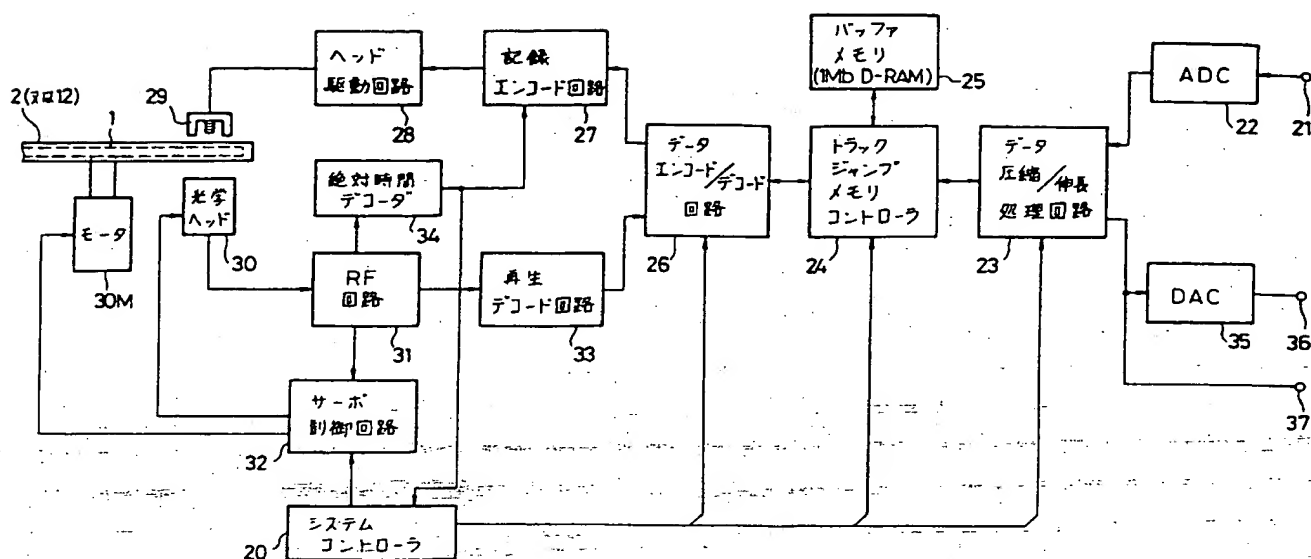 バッファ
メモリ
(1Mb D-RAM)
25
ヘッド
駆動回路
28
記録
エンコード回路
27
ADC
22
21
2(又は12)
1
29
データ
エンコード/デコード
回路
26
トラック
ジャンプ
メモリ
コントローラ
24
データ
圧縮/伸長
処理回路
23
絶対時間
デコーダ
34
光学
ヘッド
30
モータ
30M
RF
回路
31
再生
デコード回路
33
DAC
35
36
37
サーボ
制御回路
32
システム
コントローラ
20